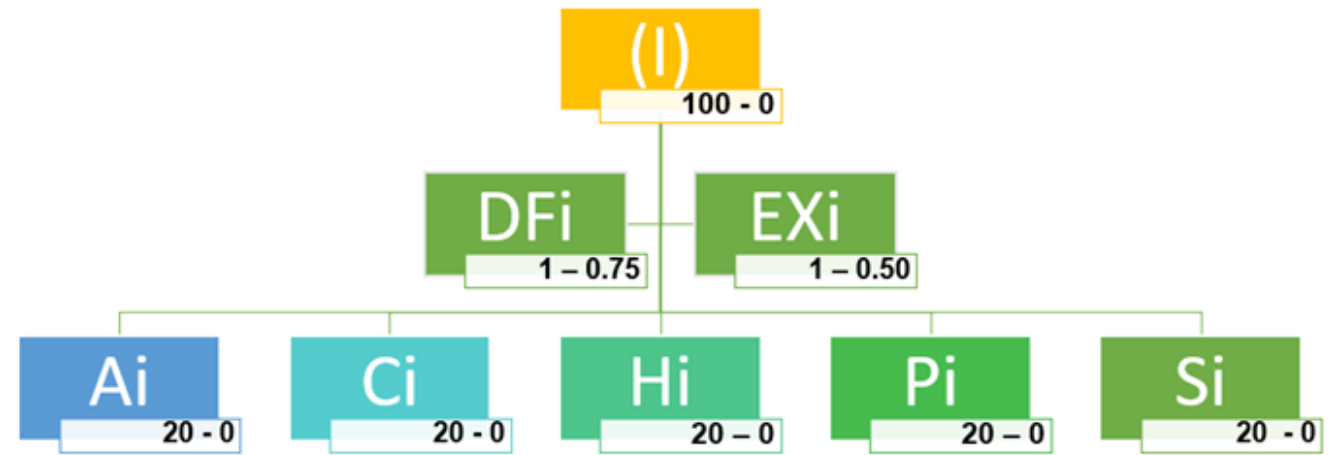 (I)
100 - 0
DFi
1 – 0.75
EXi
1 – 0.50
Ai
20 - 0
Ci
20 - 0
Hi
20 – 0
Pi
20 – 0
Si
20 - 0